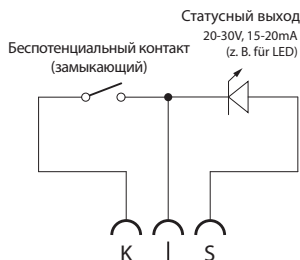 Статусный выход
20-30V, 15-20mA
(z. B. für LED)
Беспотенциальный контакт
(замыкающий)
K I S